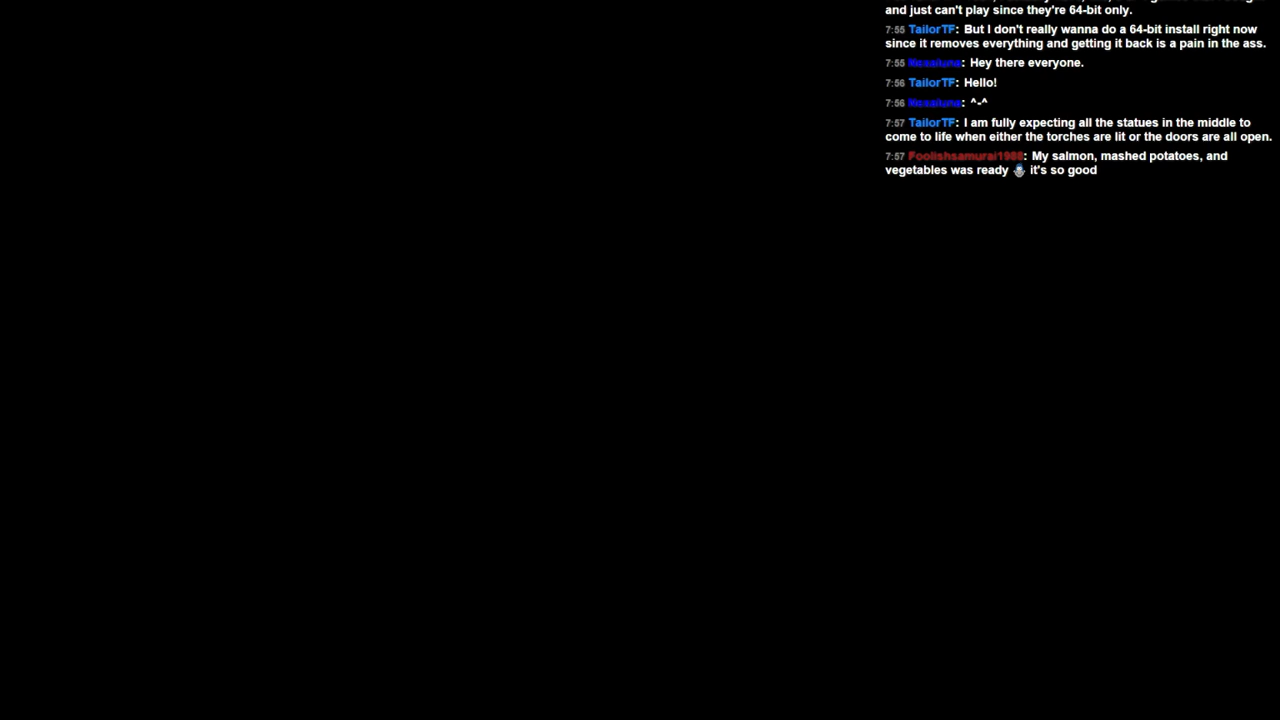 and just can't play since they're 64-bit only.
7:55 TailorTF: But I don't really wanna do a 64-bit install right now
since it removes everything and getting it back is a pain in the ass.
7:55 : Hey there everyone.
7:56 TailorTF: Hello!
7:56 : ^-^
7:57 TailorTF: I am fully expecting all the statues in the middle to
come to life when either the torches are lit or the doors are all open.
7:57 Foolishsamurai1988: My salmon, mashed potatoes, and
vegetables was ready it's so good